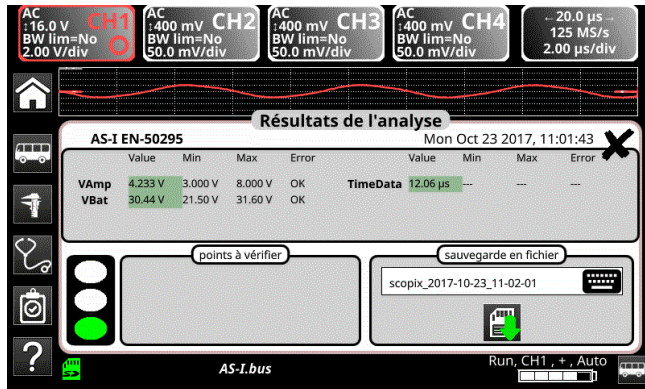 AC
↕16.0 V CH1
BW lim=No
2.00 V/div
AC
↕400 mV CH2
BW lim=No
50.0 mV/div
AC
↕400 mV CH3
BW lim=No
50.0 mV/div
AC
↕400 mV CH4
BW lim=No
50.0 mV/div
←20.0 µs→
125 MS/s
2.00 µs/div
Résultats de l'analyse
AS-I EN-50295 Mon Oct 23 2017, 11:01:43
Value Min Max Error Value Min Max Error
VAmp 4.233 V 3.000 V 8.000 V OK TimeData 12.06 µs --- --- ---
VBat 30.44 V 21.50 V 31.60 V OK
points à vérifier
sauvegarde en fichier
scopix_2017-10-23_11-02-01
?
AS-I.bus
Run, CH1 , + , Auto